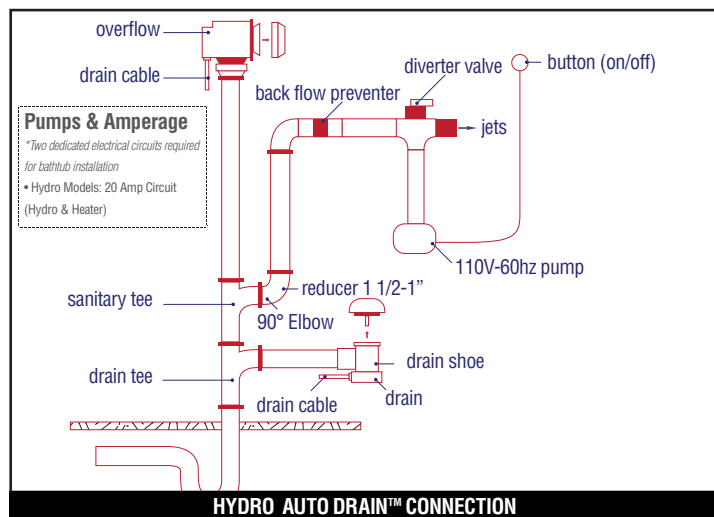 overflow
drain cable
diverter valve
button (on/off)
back flow preventer
Pumps & Amperage
*Two dedicated electrical circuits required
for bathtub installation
• Hydro Models: 20 Amp Circuit
(Hydro & Heater)
jets
110V-60hz pump
reducer 1 1/2-1”
sanitary tee
90° Elbow
drain shoe
drain tee
drain cable
drain
HYDRO AUTO DRAIN™ CONNECTION